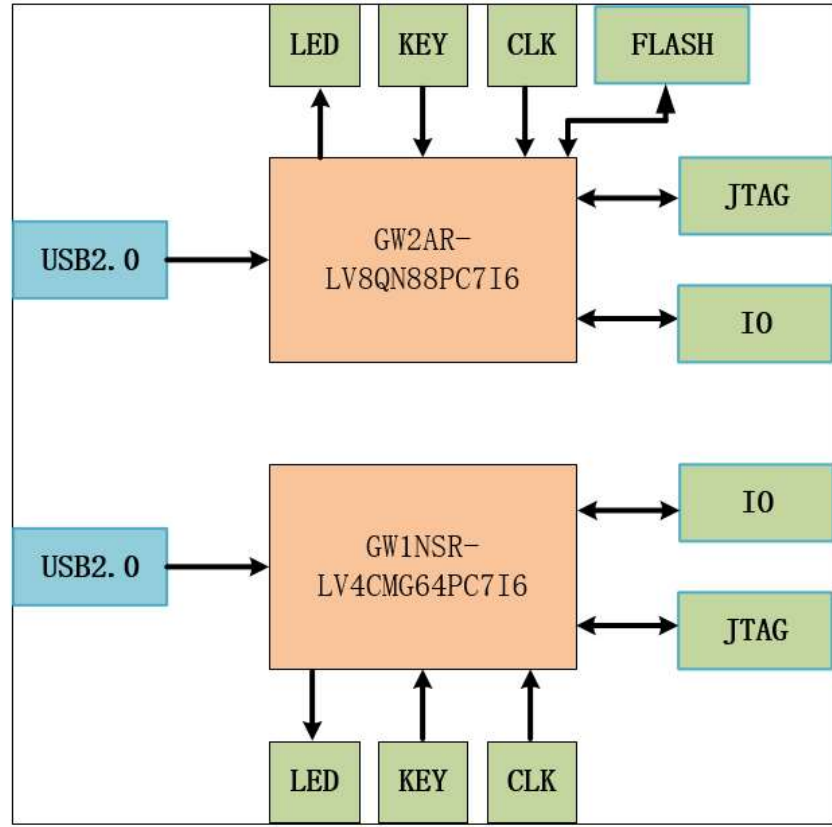 LED
KEY
CLK
FLASH
GW2AR-
LV8QN88PC7I6
JTAG
USB2.0
IO
GW1NSR-
LV4CMG64PC7I6
IO
USB2.0
JTAG
LED
KEY
CLK